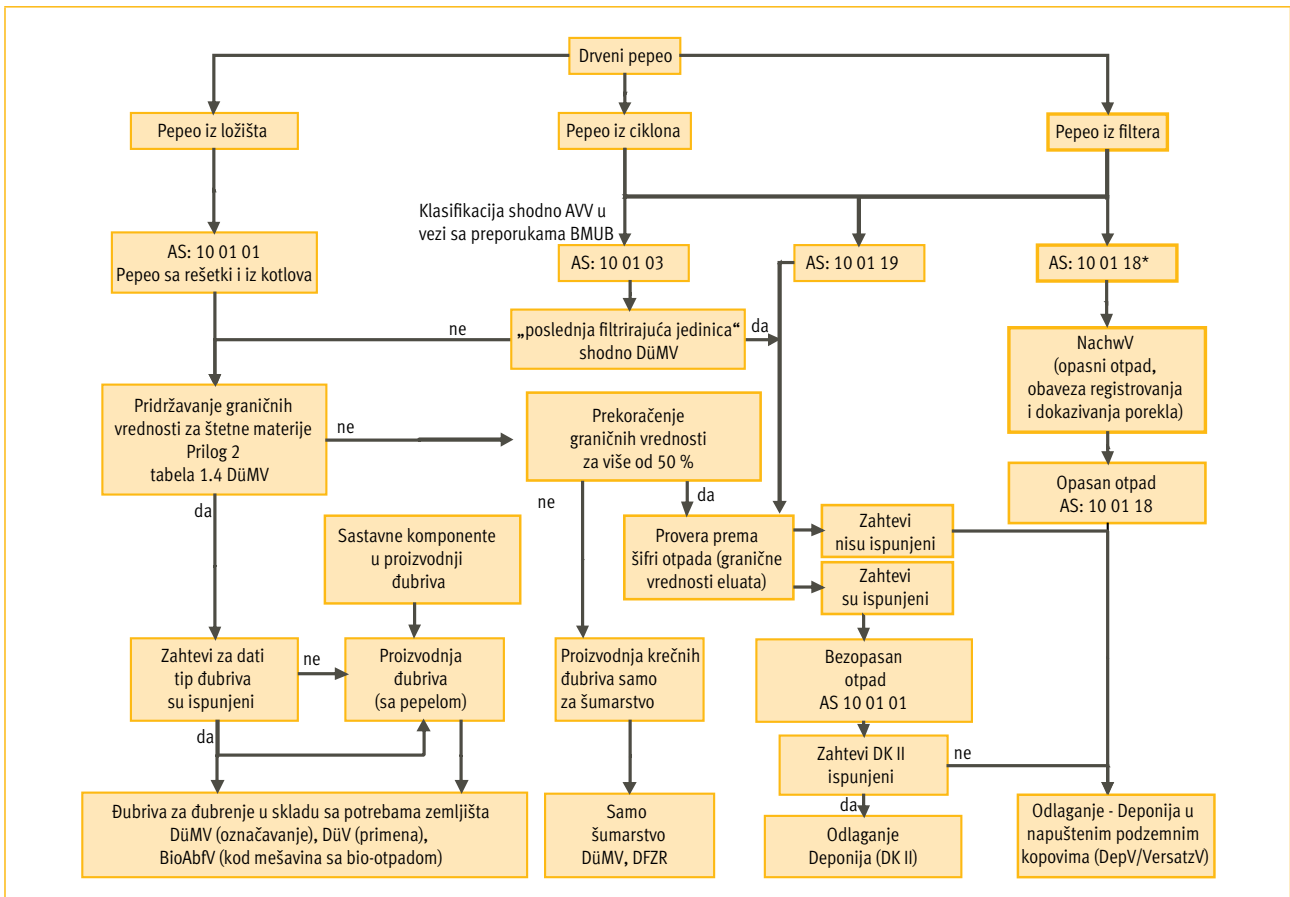 Drveni pepeo
Pepeo iz ložišta
Pepeo iz ciklona
Pepeo iz filtera
Klasifikacija shodno AVV u
vezi sa preporukama BMUB
AS: 10 01 01
Pepeo sa rešetki i iz kotlova
AS: 10 01 03
AS: 10 01 19
AS: 10 01 18*
ne
„poslednja filtrirajuća jedinica“
shodno DüMV
da
NachwV
(opasni otpad,
obaveza registrovanja
i dokazivanja porekla)
Pridržavanje graničnih
vrednosti za štetne materije
Prilog 2
tabela 1.4 DüMV
ne
Prekoračenje
graničnih vrednosti
za više od 50 %
Opasan otpad
AS: 10 01 18
da
ne
da
Sastavne komponente
u proizvodnji
đubriva
Provera prema
šifri otpada (granične
vrednosti eluata)
Zahtevi
nisu ispunjeni
Zahtevi
su ispunjeni
Zahtevi za dati
tip đubriva
su ispunjeni
ne
Proizvodnja
đubriva
(sa pepelom)
Proizvodnja krečnih
đubriva samo
za šumarstvo
Bezopasan
otpad
AS 10 01 01
da
Zahtevi DK II
ispunjeni
ne
da
Đubriva za đubrenje u skladu sa potrebama zemljišta
DüMV (označavanje), DüV (primena),
BioAbfV (kod mešavina sa bio-otpadom)
Samo
šumarstvo
DüMV, DFZR
Odlaganje
Deponija (DK II)
Odlaganje - Deponija u
napuštenim podzemnim
kopovima (DepV/VersatzV)